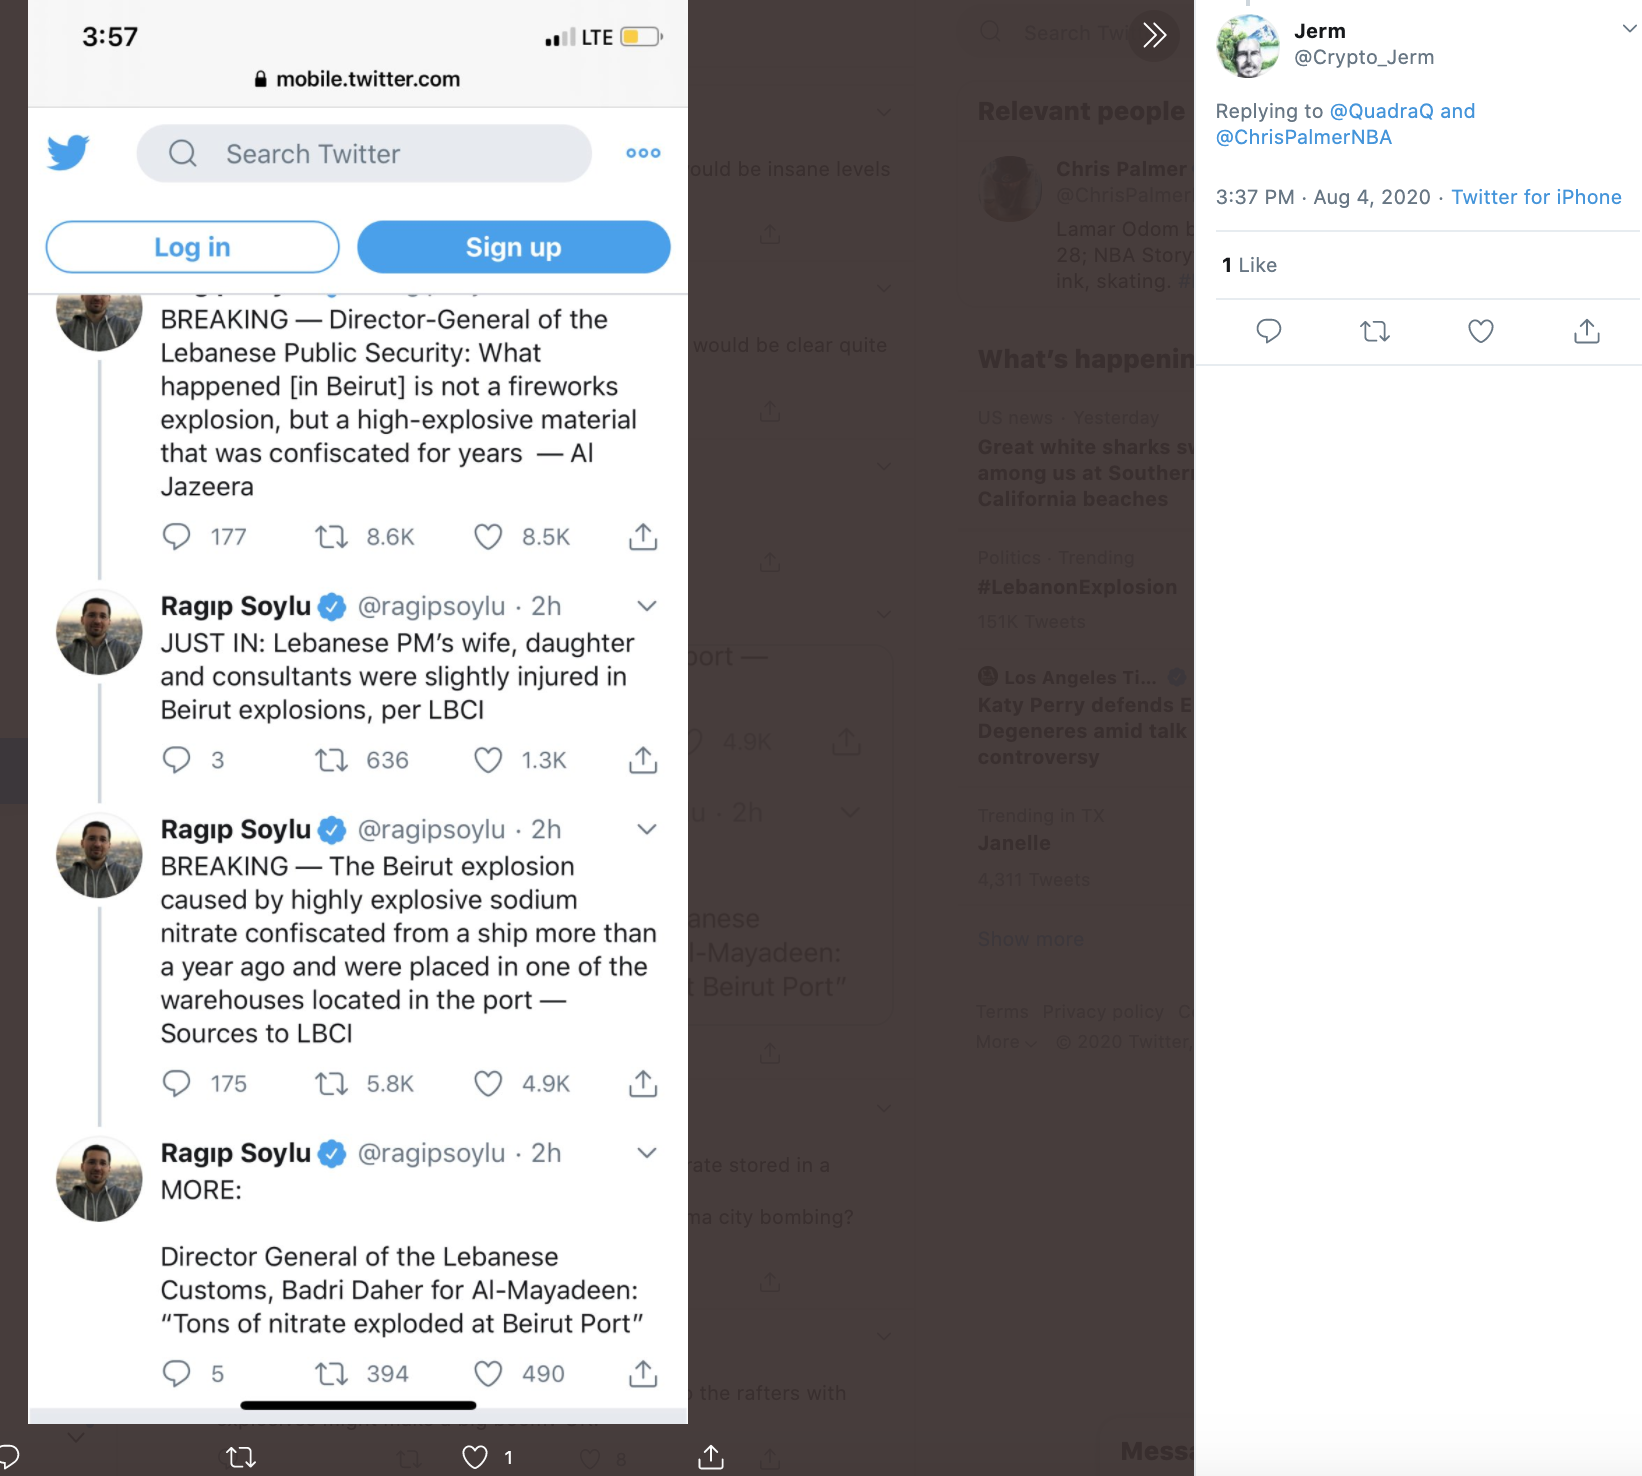 3:57
LTE
mobile.twitter.com
Search Twitter
Log in
Sign up
BREAKING — Director-General of the
Lebanese Public Security: What
happened [in Beirut] is not a fireworks
explosion, but a high-explosive material
that was confiscated for years — Al
Jazeera
177 8.6K 8.5K
Ragıp Soylu @ragipsoylu · 2h
JUST IN: Lebanese PM’s wife, daughter
and consultants were slightly injured in
Beirut explosions, per LBCI
3 636 1.3K
Ragıp Soylu @ragipsoylu · 2h
BREAKING — The Beirut explosion
caused by highly explosive sodium
nitrate confiscated from a ship more than
a year ago and were placed in one of the
warehouses located in the port —
Sources to LBCI
175 5.8K 4.9K
Ragıp Soylu @ragipsoylu · 2h
MORE:
Director General of the Lebanese
Customs, Badri Daher for Al-Mayadeen:
“Tons of nitrate exploded at Beirut Port”
5 394 490
1
8
ould be insane levels
would be clear quite
port —
4.9K
u · 2h
anese
l-Mayadeen:
t Beirut Port”
rate stored in a
ma city bombing?
the rafters with
Search Twi
Relevant people
Chris Palmer
@ChrisPalmer
Lamar Odom b
28; NBA Story
ink, skating. #
What’s happenin
US news · Yesterday
Great white sharks sw
among us at Southern
California beaches
Politics · Trending
#LebanonExplosion
151K Tweets
Los Angeles Ti...
Katy Perry defends E
Degeneres amid talk
controversy
Trending in TX
Janelle
4,311 Tweets
Show more
Terms Privacy policy C
More © 2020 Twitter,
Messa
Jerm
@Crypto_Jerm
Replying to @QuadraQ and
@ChrisPalmerNBA
3:37 PM · Aug 4, 2020 · Twitter for iPhone
1 Like